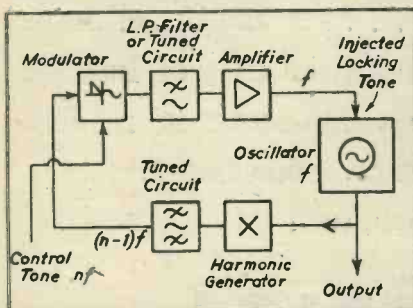 L.P. Filter
or Tuned
Circuit
Modulator
Amplifier
Injected
Locking
Tone
f
Oscillator
f
Tuned
Circuit
(n-1)f
Control
Tone nf
Harmonic
Generator
Output